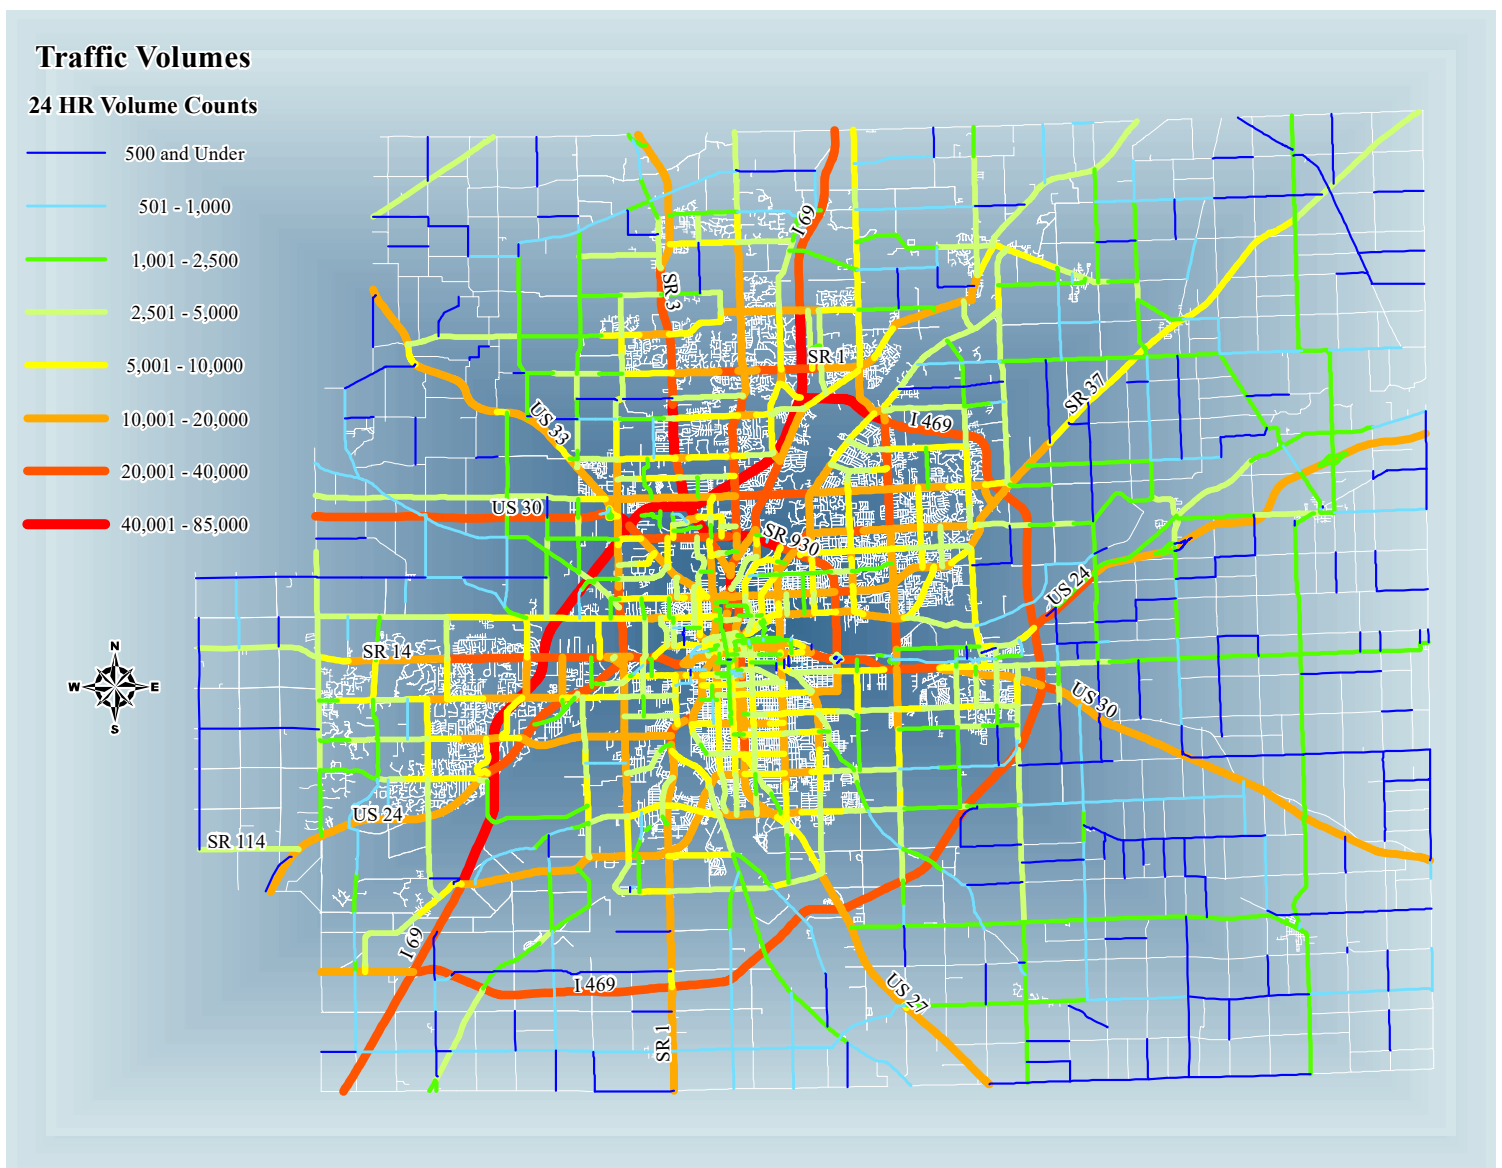 Traffic Volumes
24 HR Volume Counts
500 and Under
501 - 1,000
1,001 - 2,500
2,501 - 5,000
5,001 - 10,000
10,001 - 20,000
20,001 - 40,000
40,001 - 85,000
I 69
SR 3
SR 1
SR 37
US 33
I 469
US 30
SR 930
US 24
N
W
E
S
SR 14
US 30
US 24
SR 114
I 69
I 469
US 27
SR 1